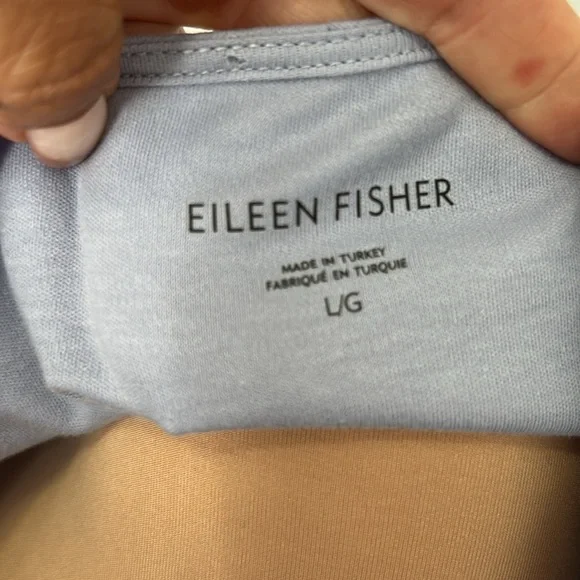 EILEEN FISHER
MADE IN TURKEY
FABRIQUÉ EN TURQUIE
L/G